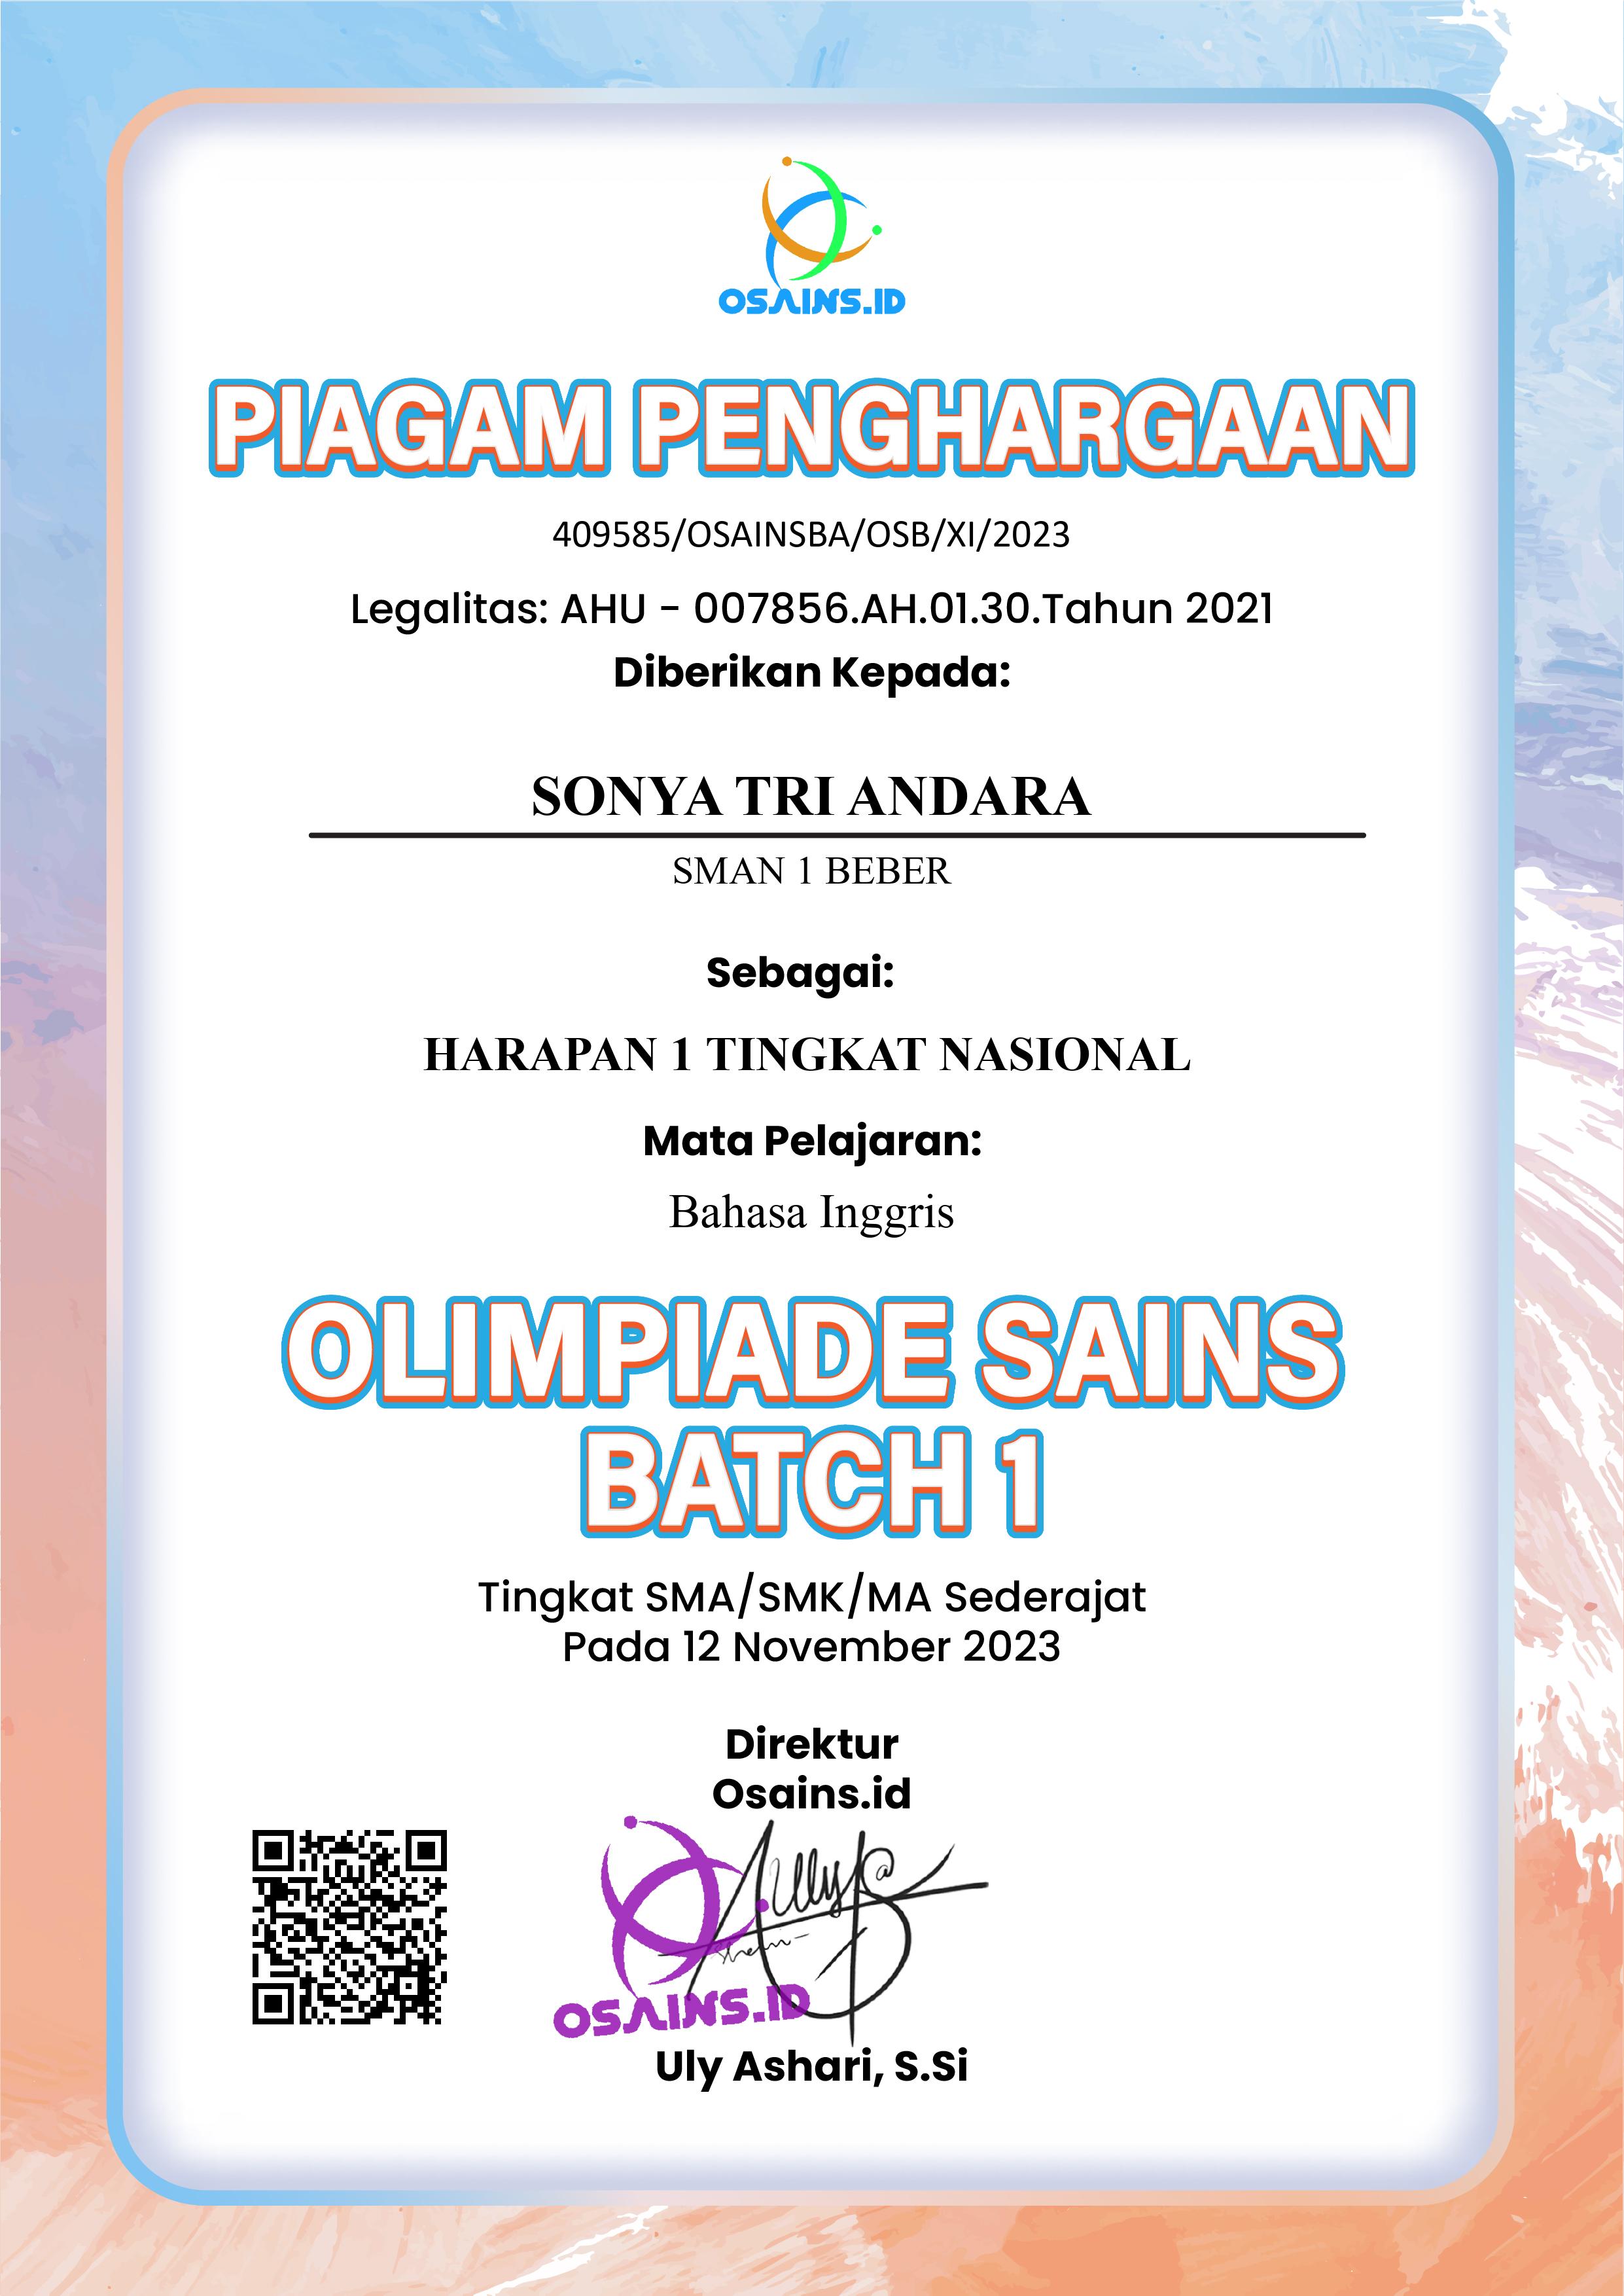 OSAINS.ID
PIAGAM PENGHARGAAN
409585/OSAINSBA/OSB/XI/2023
Legalitas: AHU - 007856.AH.01.30.Tahun 2021
Diberikan Kepada:
SONYA TRI ANDARA
SMAN 1 BEBER
Sebagai:
HARAPAN 1 TINGKAT NASIONAL
Mata Pelajaran:
Bahasa Inggris
OLIMPIADE SAINS
BATCH 1
Tingkat SMA/SMK/MA Sederajat
Pada 12 November 2023
Direktur
Osains.id
OSAINS.ID
Uly Ashari, S.Si